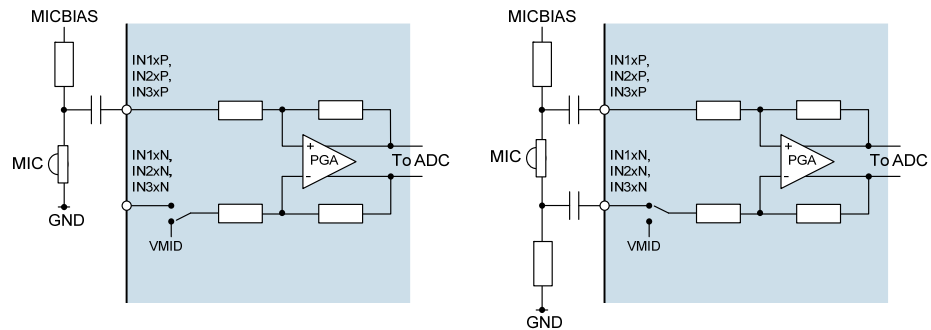 MICBIAS
IN1xP,
IN2xP,
IN3xP
MIC
IN1xN,
IN2xN,
IN3xN
GND
VMID
+
PGA
-
To ADC
MICBIAS
IN1xP,
IN2xP,
IN3xP
MIC
IN1xN,
IN2xN,
IN3xN
VMID
GND
+
PGA
-
To ADC